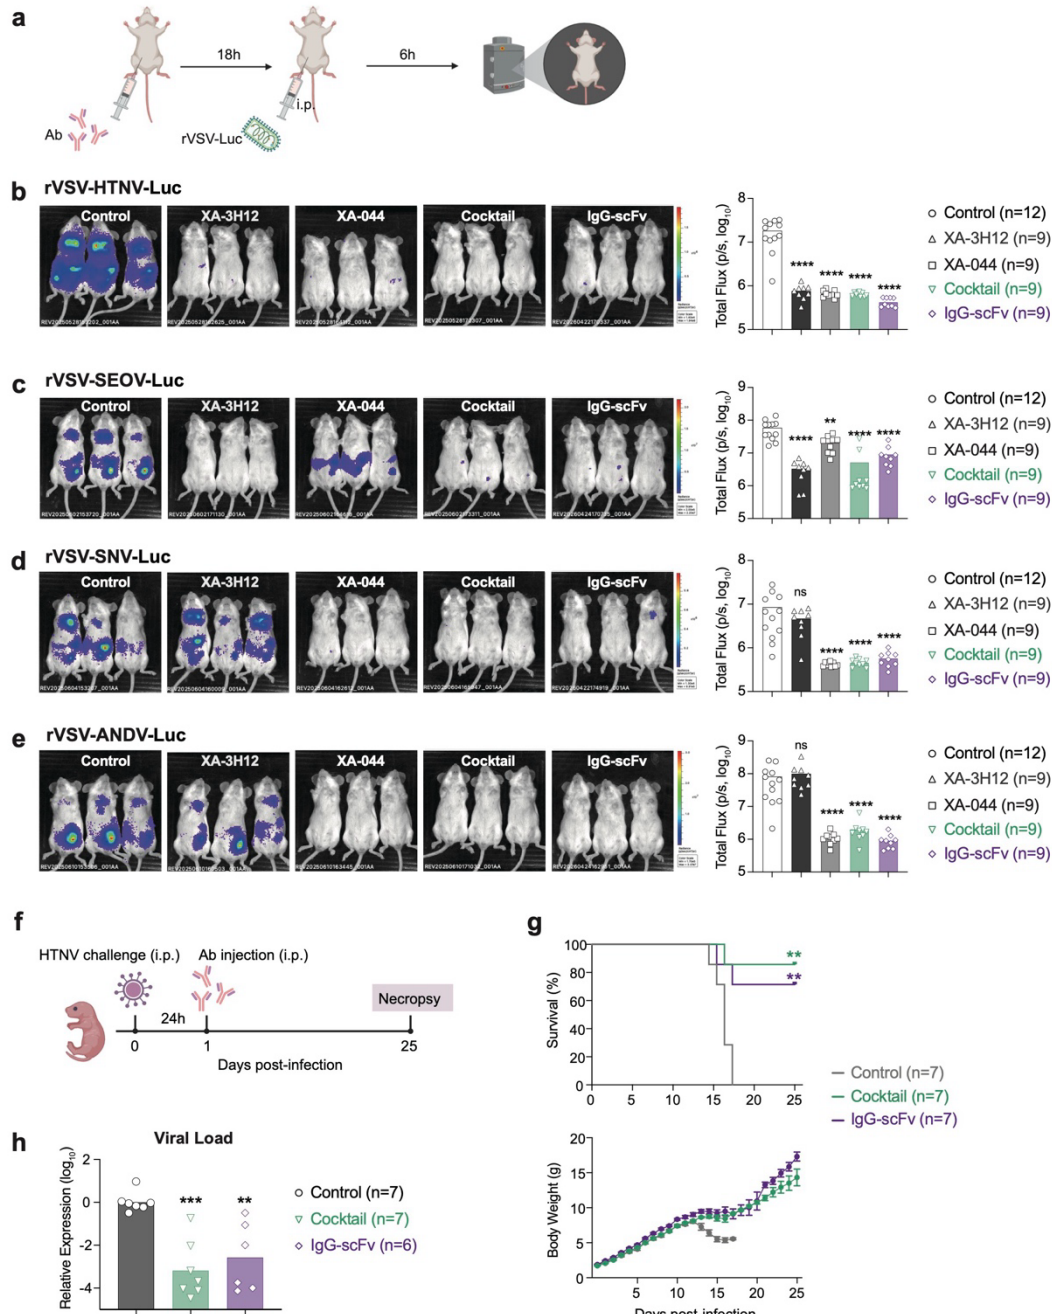 a
18h
6h
i.p.
Ab
rVSV-Luc
b rVSV-HTNV-Luc
Control XA-3H12 XA-044 Cocktail IgG-scFv
Total Flux (p/s, log10)
8
7
6
5
**** **** **** ****
Control (n=12)
XA-3H12 (n=9)
XA-044 (n=9)
Cocktail (n=9)
IgG-scFv (n=9)
c rVSV-SEOV-Luc
Control XA-3H12 XA-044 Cocktail IgG-scFv
Total Flux (p/s, log10)
9
8
7
6
5
**** ** **** ****
Control (n=12)
XA-3H12 (n=9)
XA-044 (n=9)
Cocktail (n=9)
IgG-scFv (n=9)
d rVSV-SNV-Luc
Control XA-3H12 XA-044 Cocktail IgG-scFv
Total Flux (p/s, log10)
8
7
6
5
ns **** **** ****
Control (n=12)
XA-3H12 (n=9)
XA-044 (n=9)
Cocktail (n=9)
IgG-scFv (n=9)
e rVSV-ANDV-Luc
Control XA-3H12 XA-044 Cocktail IgG-scFv
Total Flux (p/s, log10)
9
8
7
6
5
ns **** **** ****
Control (n=12)
XA-3H12 (n=9)
XA-044 (n=9)
Cocktail (n=9)
IgG-scFv (n=9)
f
HTNV challenge (i.p.) Ab injection (i.p.)
24h
Necropsy
0 1 25
Days post-infection
g
Survival (%)
100
80
60
40
20
0
0 5 10 15 20 25
**
**
Control (n=7)
Cocktail (n=7)
IgG-scFv (n=7)
Body Weight (g)
20
15
10
5
0
5 10 15 20 25
Days post-infection
h
Viral Load
Relative Expression (log10)
2
0
-2
-4
*** **
Control (n=7)
Cocktail (n=7)
IgG-scFv (n=6)